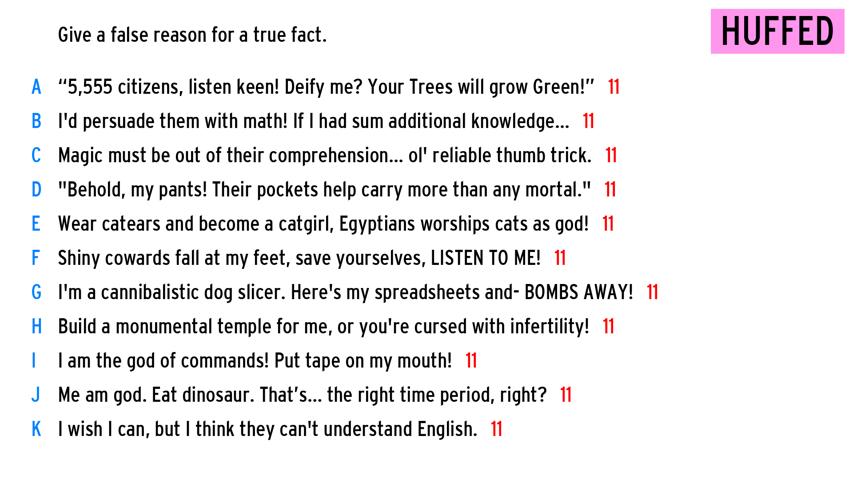 Give a false reason for a true fact.
HUFFED
A “5,555 citizens, listen keen! Deify me? Your Trees will grow Green!” 11
B I'd persuade them with math! If I had sum additional knowledge... 11
C Magic must be out of their comprehension... ol' reliable thumb trick. 11
D "Behold, my pants! Their pockets help carry more than any mortal." 11
E Wear catears and become a catgirl, Egyptians worships cats as god! 11
F Shiny cowards fall at my feet, save yourselves, LISTEN TO ME! 11
G I'm a cannibalistic dog slicer. Here's my spreadsheets and- BOMBS AWAY! 11
H Build a monumental temple for me, or you're cursed with infertility! 11
I I am the god of commands! Put tape on my mouth! 11
J Me am god. Eat dinosaur. That’s... the right time period, right? 11
K I wish I can, but I think they can't understand English. 11